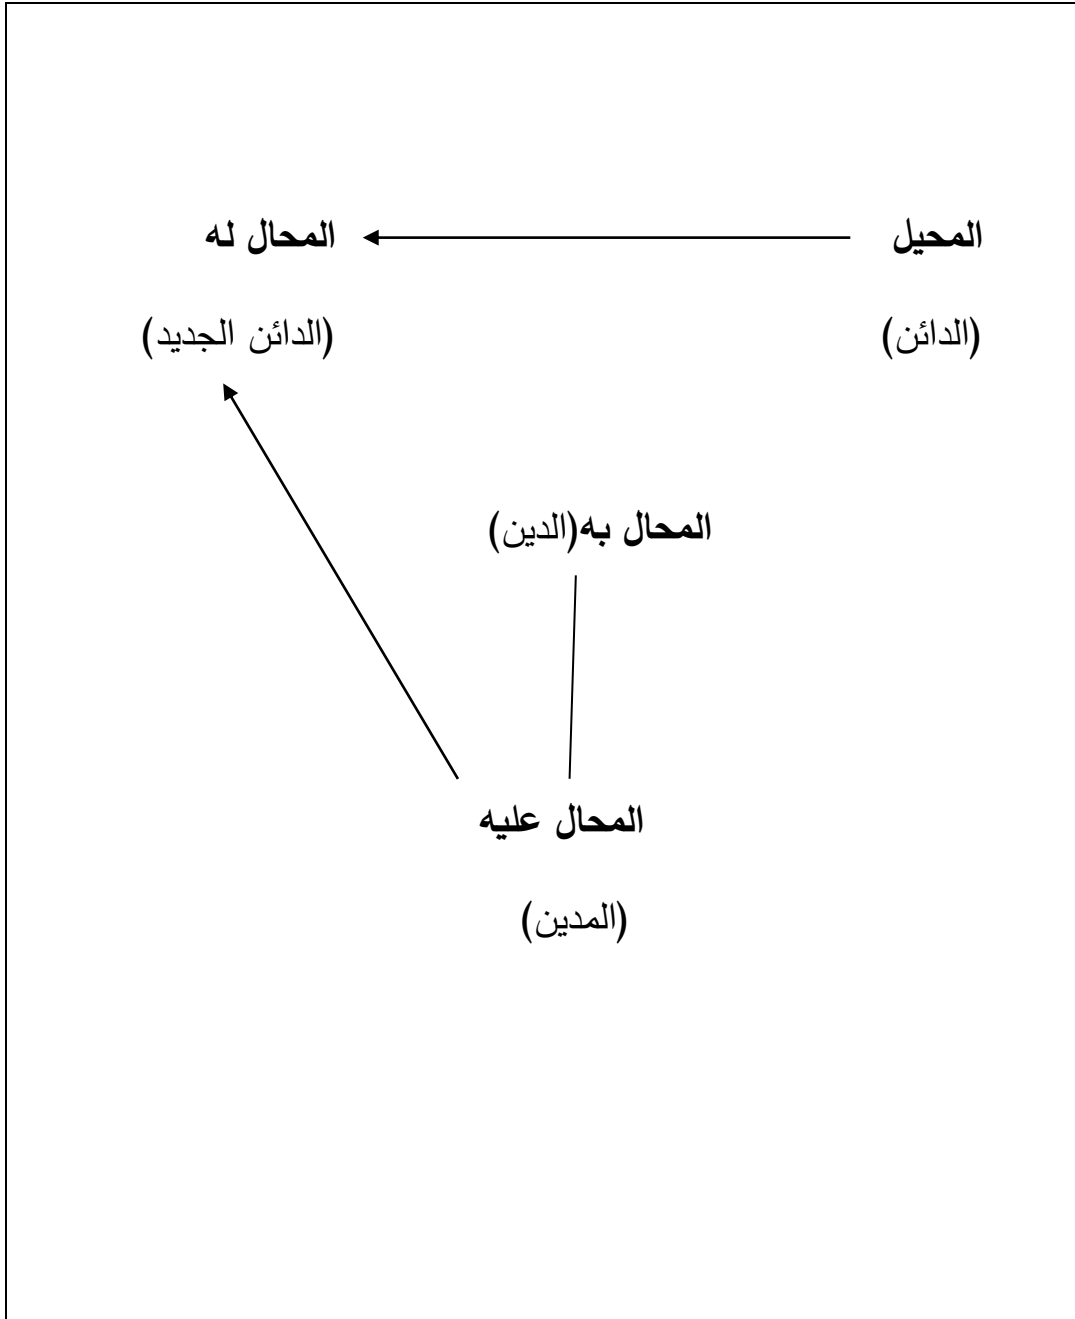 المحيل
المحال له
(الدائن)
(الدائن الجديد)
المحال به(الدين)
المحال عليه
(المدين)